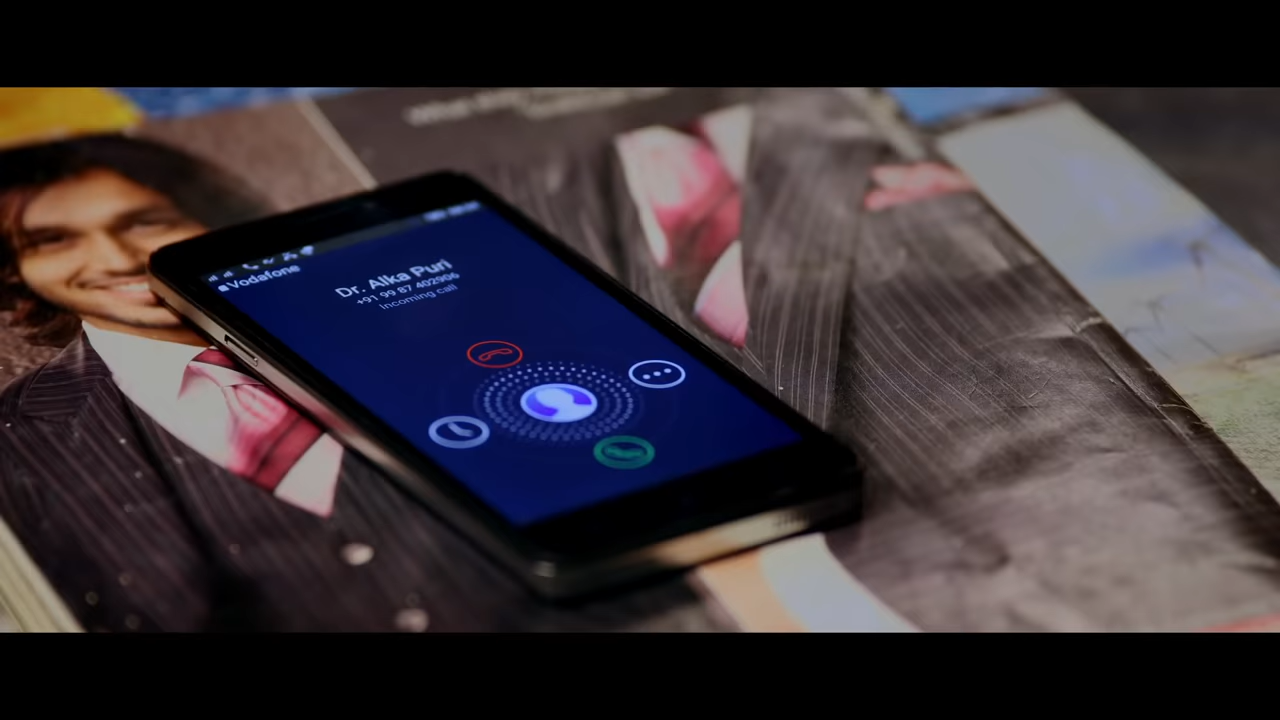 Vodafone
Dr. Alka Puri
+91 99 87 402906
Incoming call